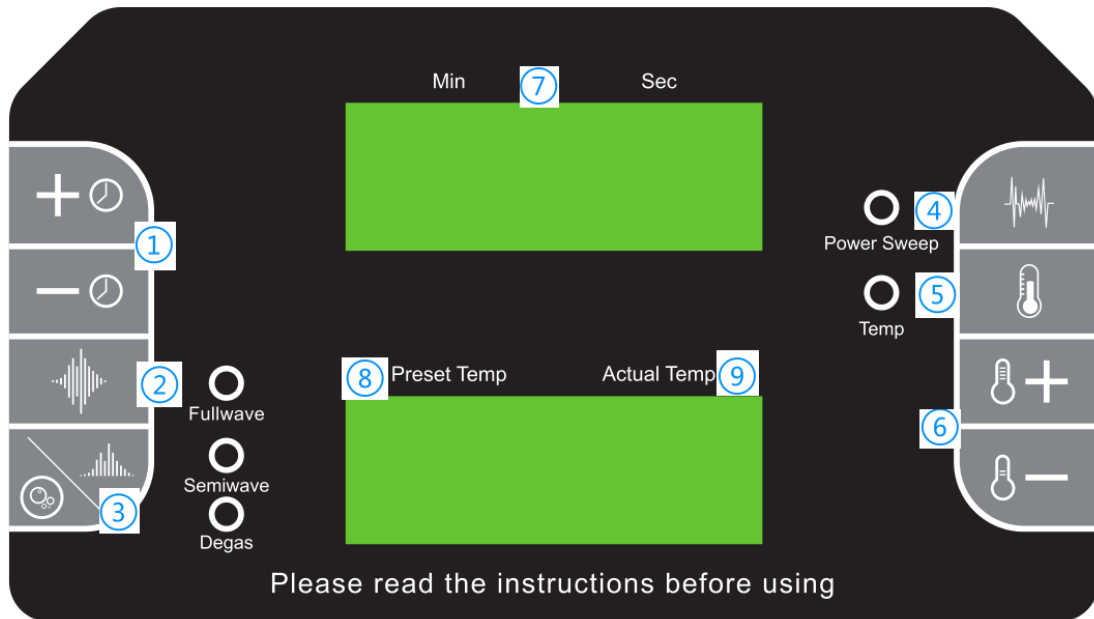 Min ⑦ Sec
①
④
Power Sweep
⑤
Temp
②
Fullwave
⑧ Preset Temp Actual Temp ⑨
⑥
Semiwave
③
Degas
Please read the instructions before using